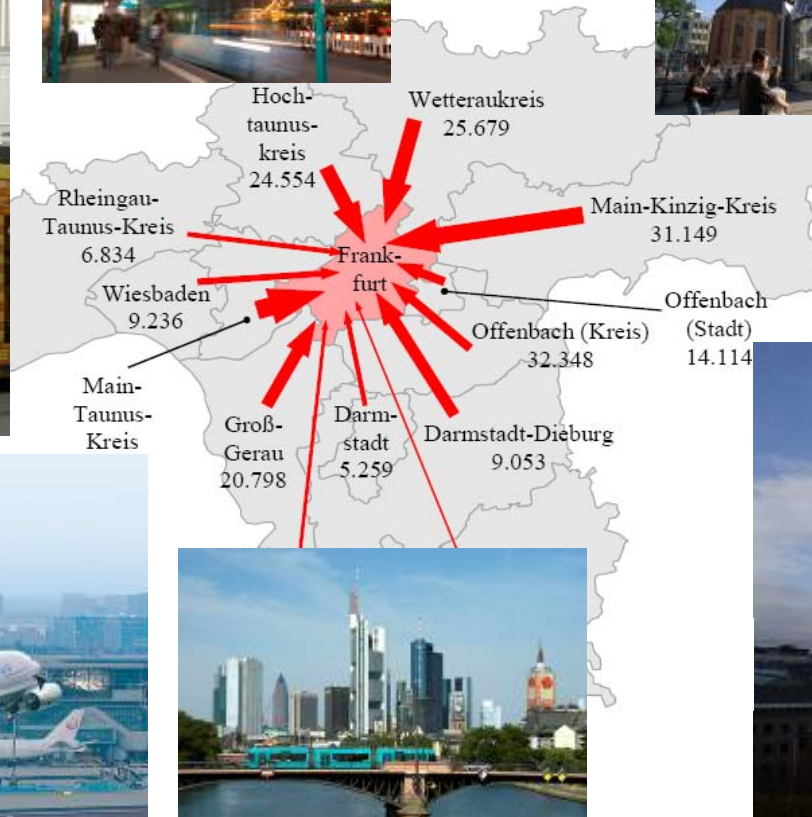 Hoch-
taunus-
kreis
24.554
Wetteraukreis
25.679
Rheingau-
Taunus-Kreis
6.834
Main-Kinzig-Kreis
31.149
Frank-
furt
Wiesbaden
9.236
Offenbach
(Stadt)
14.114
Offenbach (Kreis)
32.348
Main-
Taunus-
Kreis
Groß-
Gerau
20.798
Darm-
stadt
5.259
Darmstadt-Dieburg
9.053